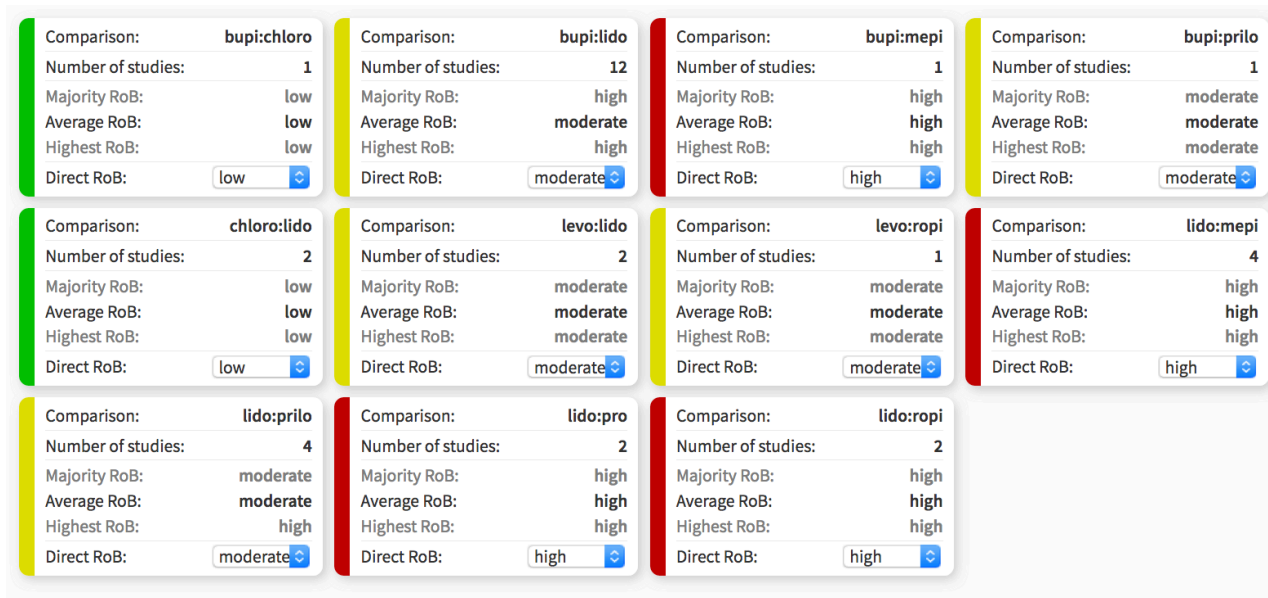 Comparison: bupi:chloro
Number of studies: 1
Majority RoB: low
Average RoB: low
Highest RoB: low
Direct RoB: low
Comparison: bupi:lido
Number of studies: 12
Majority RoB: high
Average RoB: moderate
Highest RoB: high
Direct RoB: moderate
Comparison: bupi:mepi
Number of studies: 1
Majority RoB: high
Average RoB: high
Highest RoB: high
Direct RoB: high
Comparison: bupi:prilo
Number of studies: 1
Majority RoB: moderate
Average RoB: moderate
Highest RoB: moderate
Direct RoB: moderate
Comparison: chloro:lido
Number of studies: 2
Majority RoB: low
Average RoB: low
Highest RoB: low
Direct RoB: low
Comparison: levo:lido
Number of studies: 2
Majority RoB: moderate
Average RoB: moderate
Highest RoB: moderate
Direct RoB: moderate
Comparison: levo:ropi
Number of studies: 1
Majority RoB: moderate
Average RoB: moderate
Highest RoB: moderate
Direct RoB: moderate
Comparison: lido:mepi
Number of studies: 4
Majority RoB: high
Average RoB: high
Highest RoB: high
Direct RoB: high
Comparison: lido:prilo
Number of studies: 4
Majority RoB: moderate
Average RoB: moderate
Highest RoB: high
Direct RoB: moderate
Comparison: lido:pro
Number of studies: 2
Majority RoB: high
Average RoB: high
Highest RoB: high
Direct RoB: high
Comparison: lido:ropi
Number of studies: 2
Majority RoB: high
Average RoB: high
Highest RoB: high
Direct RoB: high